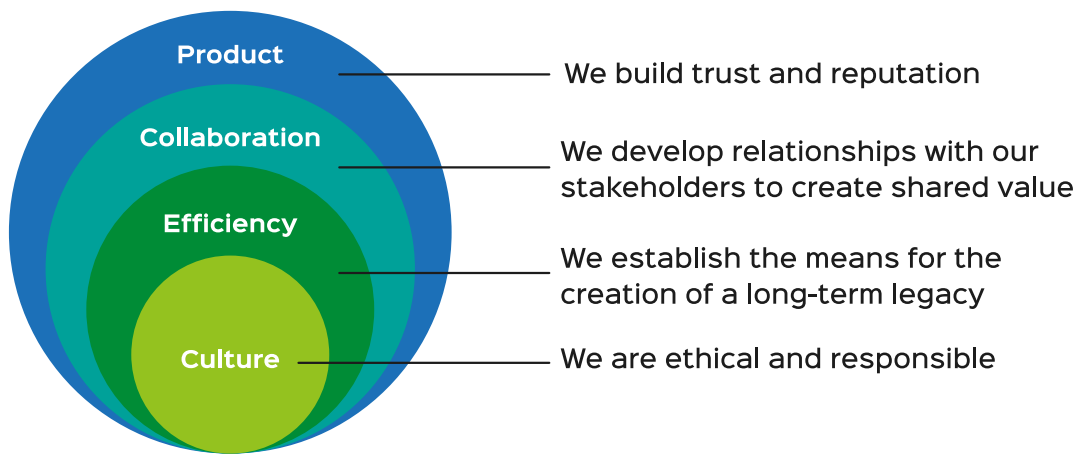 Product
We build trust and reputation
Collaboration
We develop relationships with our
stakeholders to create shared value
Efficiency
We establish the means for the
creation of a long-term legacy
Culture
We are ethical and responsible